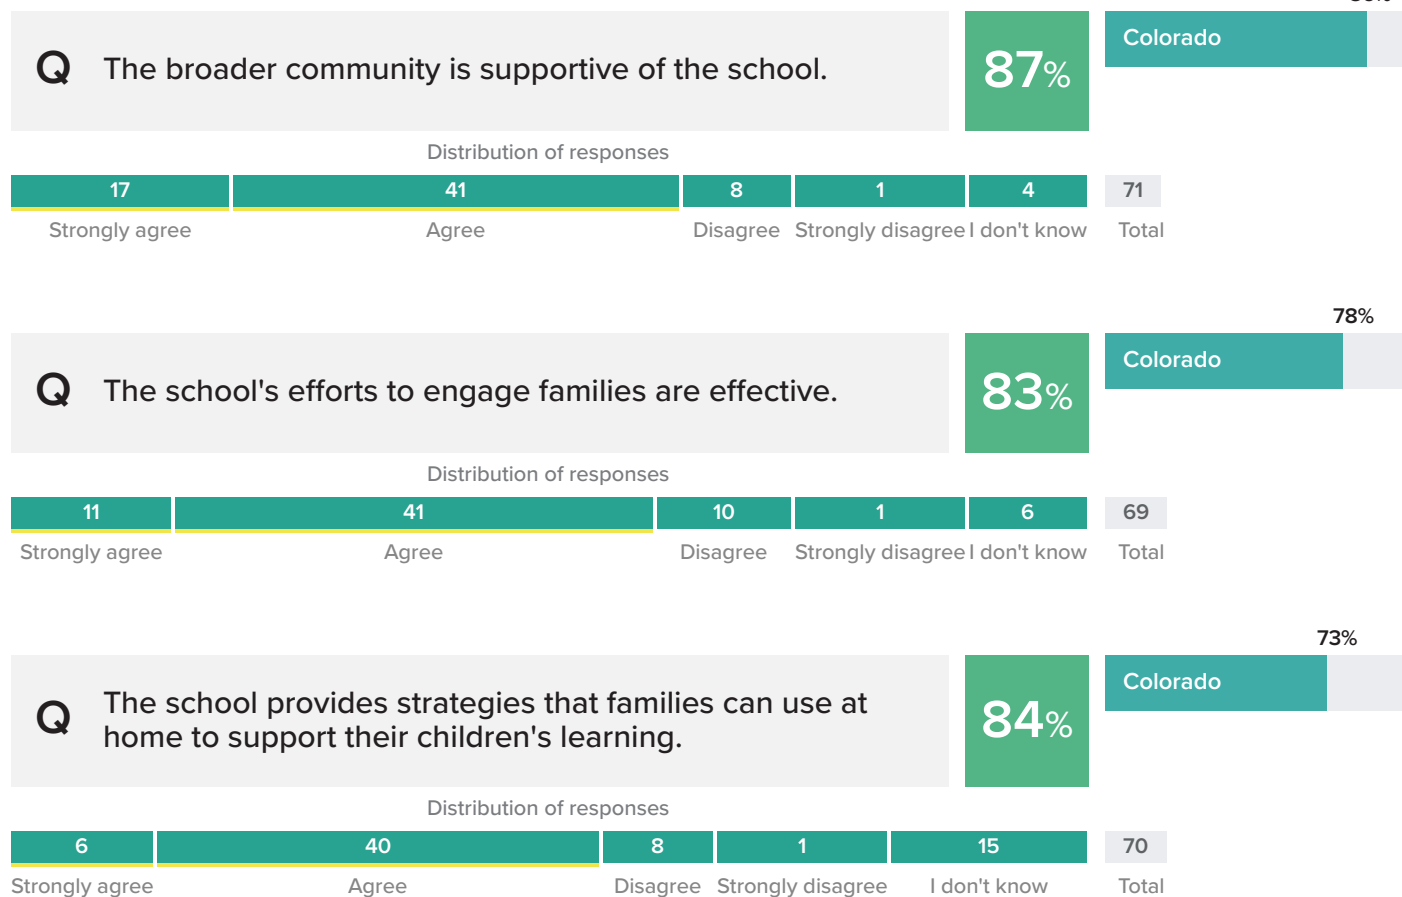 Q The broader community is supportive of the school.
87%
Colorado
Distribution of responses
17 41 8 1 4 71
Strongly agree Agree Disagree Strongly disagree I don't know Total
78%
Q The school's efforts to engage families are effective.
83%
Colorado
Distribution of responses
11 41 10 1 6 69
Strongly agree Agree Disagree Strongly disagree I don't know Total
73%
Q The school provides strategies that families can use at
home to support their children's learning.
84%
Colorado
Distribution of responses
6 40 8 1 15 70
Strongly agree Agree Disagree Strongly disagree I don't know Total